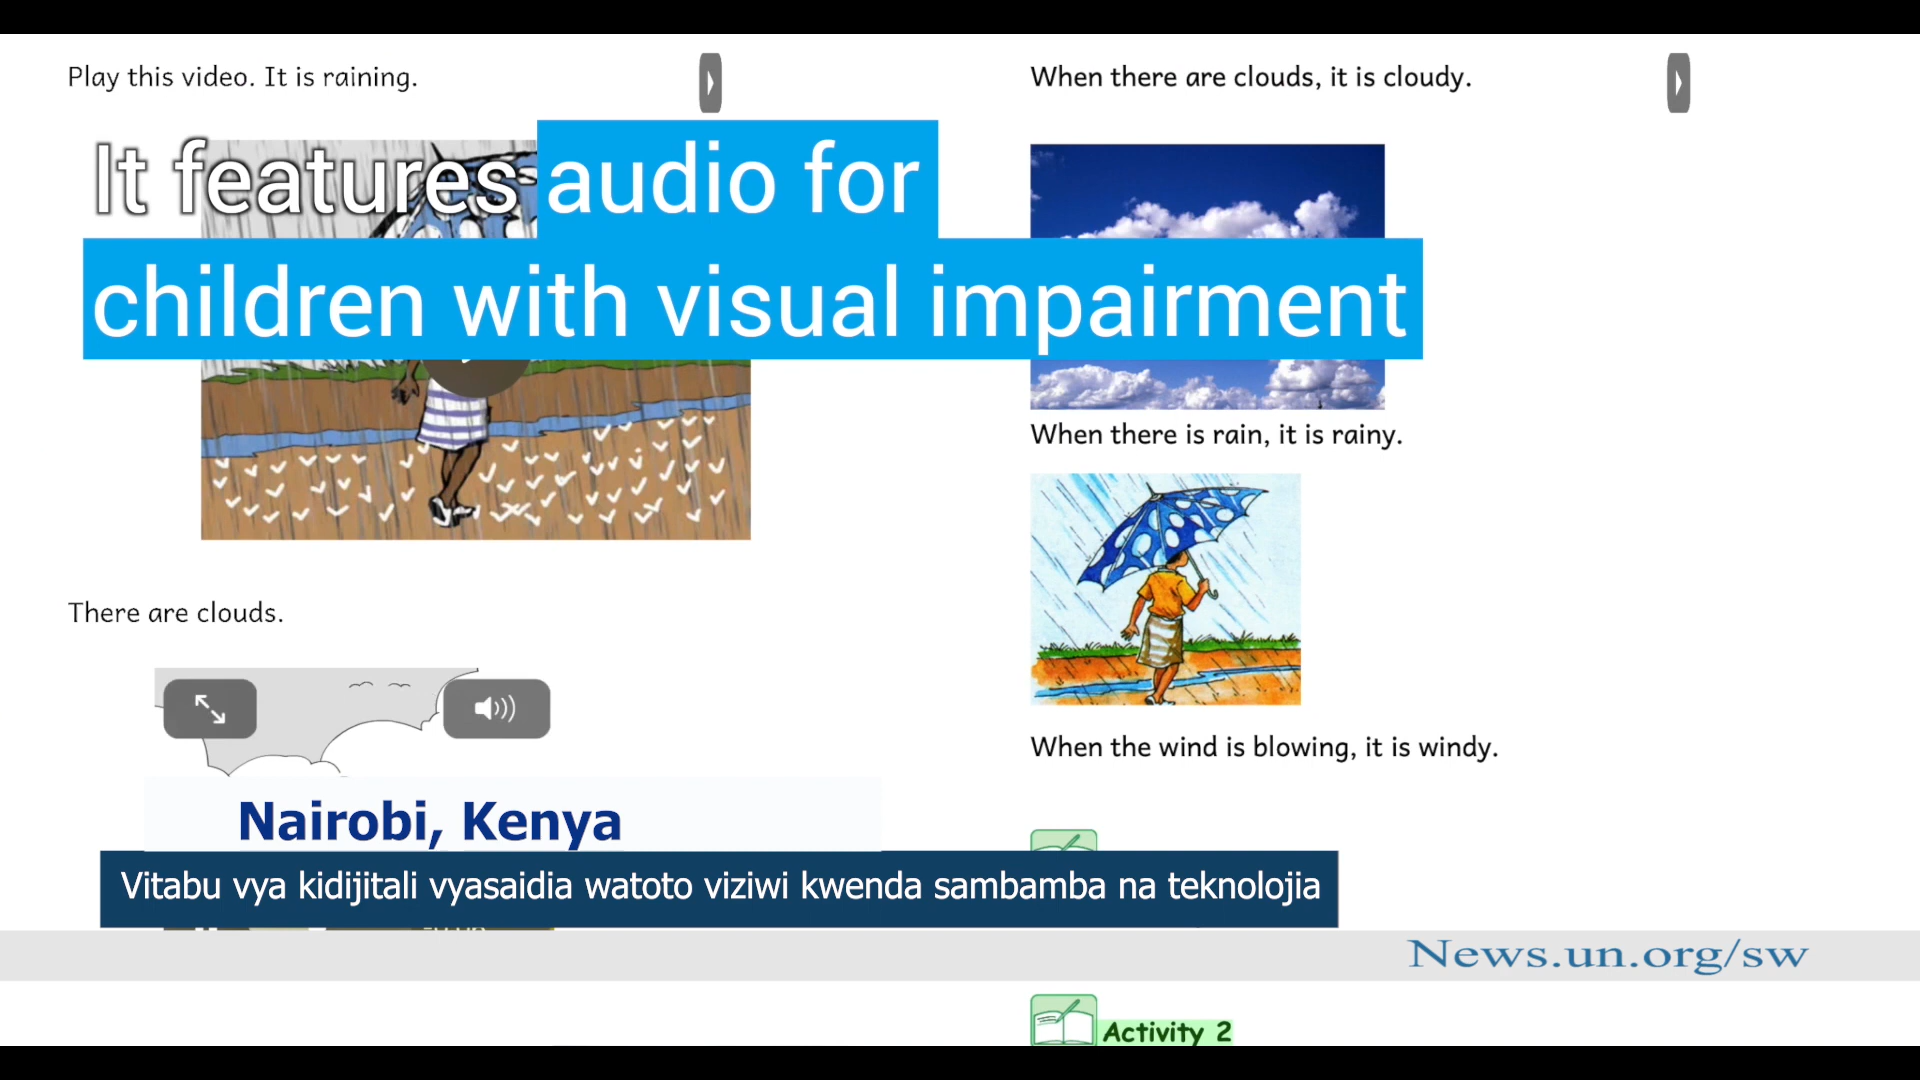 Play this video. It is raining.
When there are clouds, it is cloudy.
It features audio for
children with visual impairment
When there is rain, it is rainy.
There are clouds.
When the wind is blowing, it is windy.
Nairobi, Kenya
Vitabu vya kidijitali vyasaidia watoto viziwi kwenda sambamba na teknolojia
News.un.org/sw
Activity 2